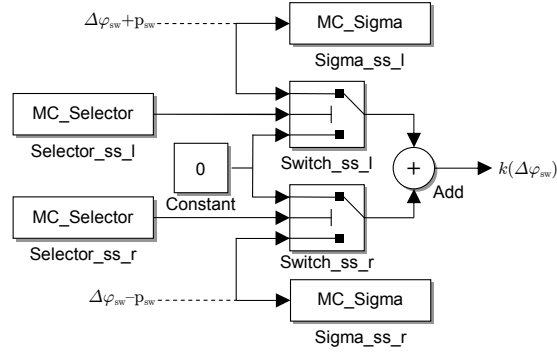 Δφsw+psw
MC_Sigma
Sigma_ss_l
MC_Selector
Selector_ss_l
Switch_ss_l
0
Constant
+
Add
k(Δφsw)
MC_Selector
Selector_ss_r
Switch_ss_r
Δφsw–psw
MC_Sigma
Sigma_ss_r